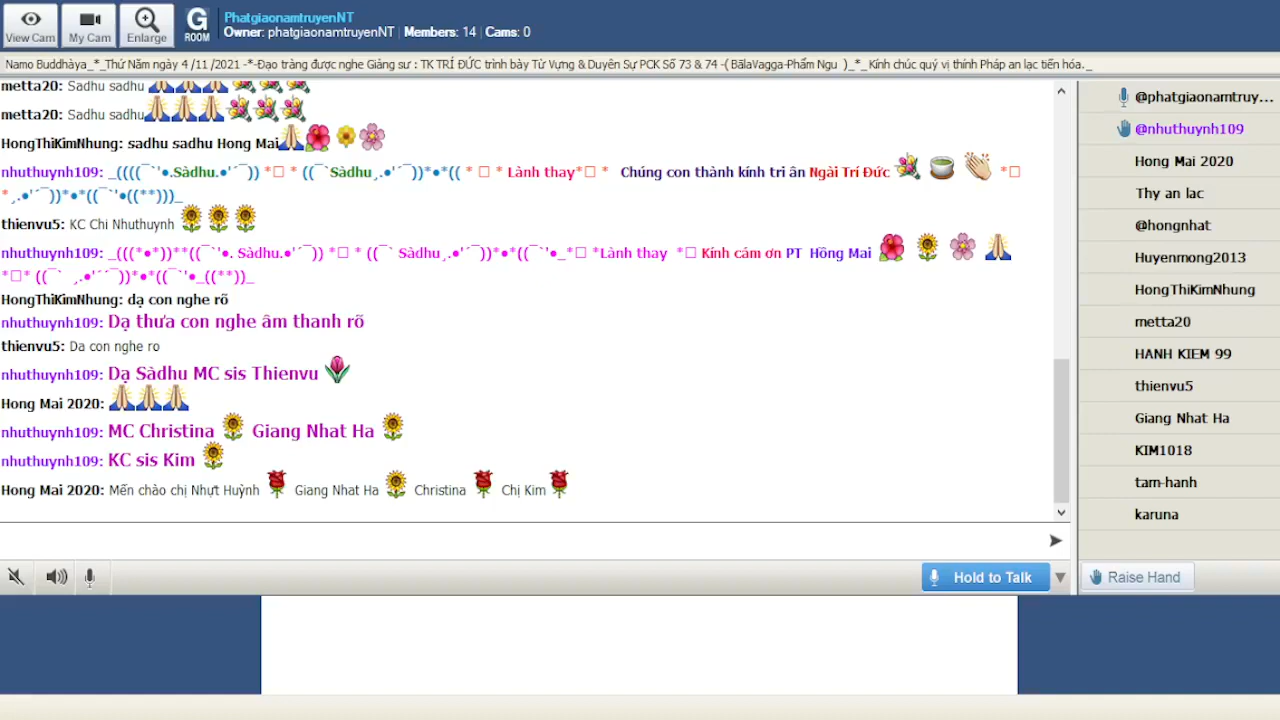 View Cam
My Cam
Enlarge
G ROOM
PhatgiaonamtruyenNT
Owner: phatgiaonamtruyenNT | Members: 14 | Cams: 0
Namo Buddhàya_*_Thứ Năm ngày 4 /11 /2021 -*-Đạo tràng được nghe Giảng sư : TK TRÍ ĐỨC trình bày Từ Vựng & Duyên Sự PCK Số 73 & 74 -( BãlaVagga-Phẩm Ngu )_*_ Kính chúc quý vị thính Pháp an lạc tiến hóa._
metta20: Sadhu sadhu
metta20: Sadhu sadhu
HongThiKimNhung: sadhu sadhu Hong Mai
nhuthuynh109: _((((¯`'•.Sàdhu.•'´¯)) *□ * ((¯`Sàdhu¸.•'´¯))*•*(( * □ * Lành thay*□ * Chúng con thành kính tri ân Ngài Trí Đức *□
*¸.•'´¯))*•*((¯`'•((**)))_
thienvu5: KC Chi Nhuthuynh
nhuthuynh109: _(((*•*))**((¯`'•. Sàdhu.•'´¯)) *□ * ((¯` Sàdhu¸.•'´¯))*•*((¯`'•_*□ *Lành thay *□ Kính cám ơn PT Hồng Mai
*□* ((¯` ¸.•'´´¯))*•*((¯`'•_((**))_
HongThiKimNhung: dạ con nghe rõ
nhuthuynh109: Dạ thưa con nghe âm thanh rõ
thienvu5: Da con nghe ro
nhuthuynh109: Dạ Sàdhu MC sis Thienvu
Hong Mai 2020:
nhuthuynh109: MC Christina Giang Nhat Ha
nhuthuynh109: KC sis Kim
Hong Mai 2020: Mến chào chị Nhựt Huỳnh Giang Nhat Ha Christina Chị Kim
Hold to Talk
@phatgiaonamtruy...
@nhuthuynh109
Hong Mai 2020
Thy an lac
@hongnhat
Huyenmong2013
HongThiKimNhung
metta20
HANH KIEM 99
thienvu5
Giang Nhat Ha
KIM1018
tam-hanh
karuna
Raise Hand